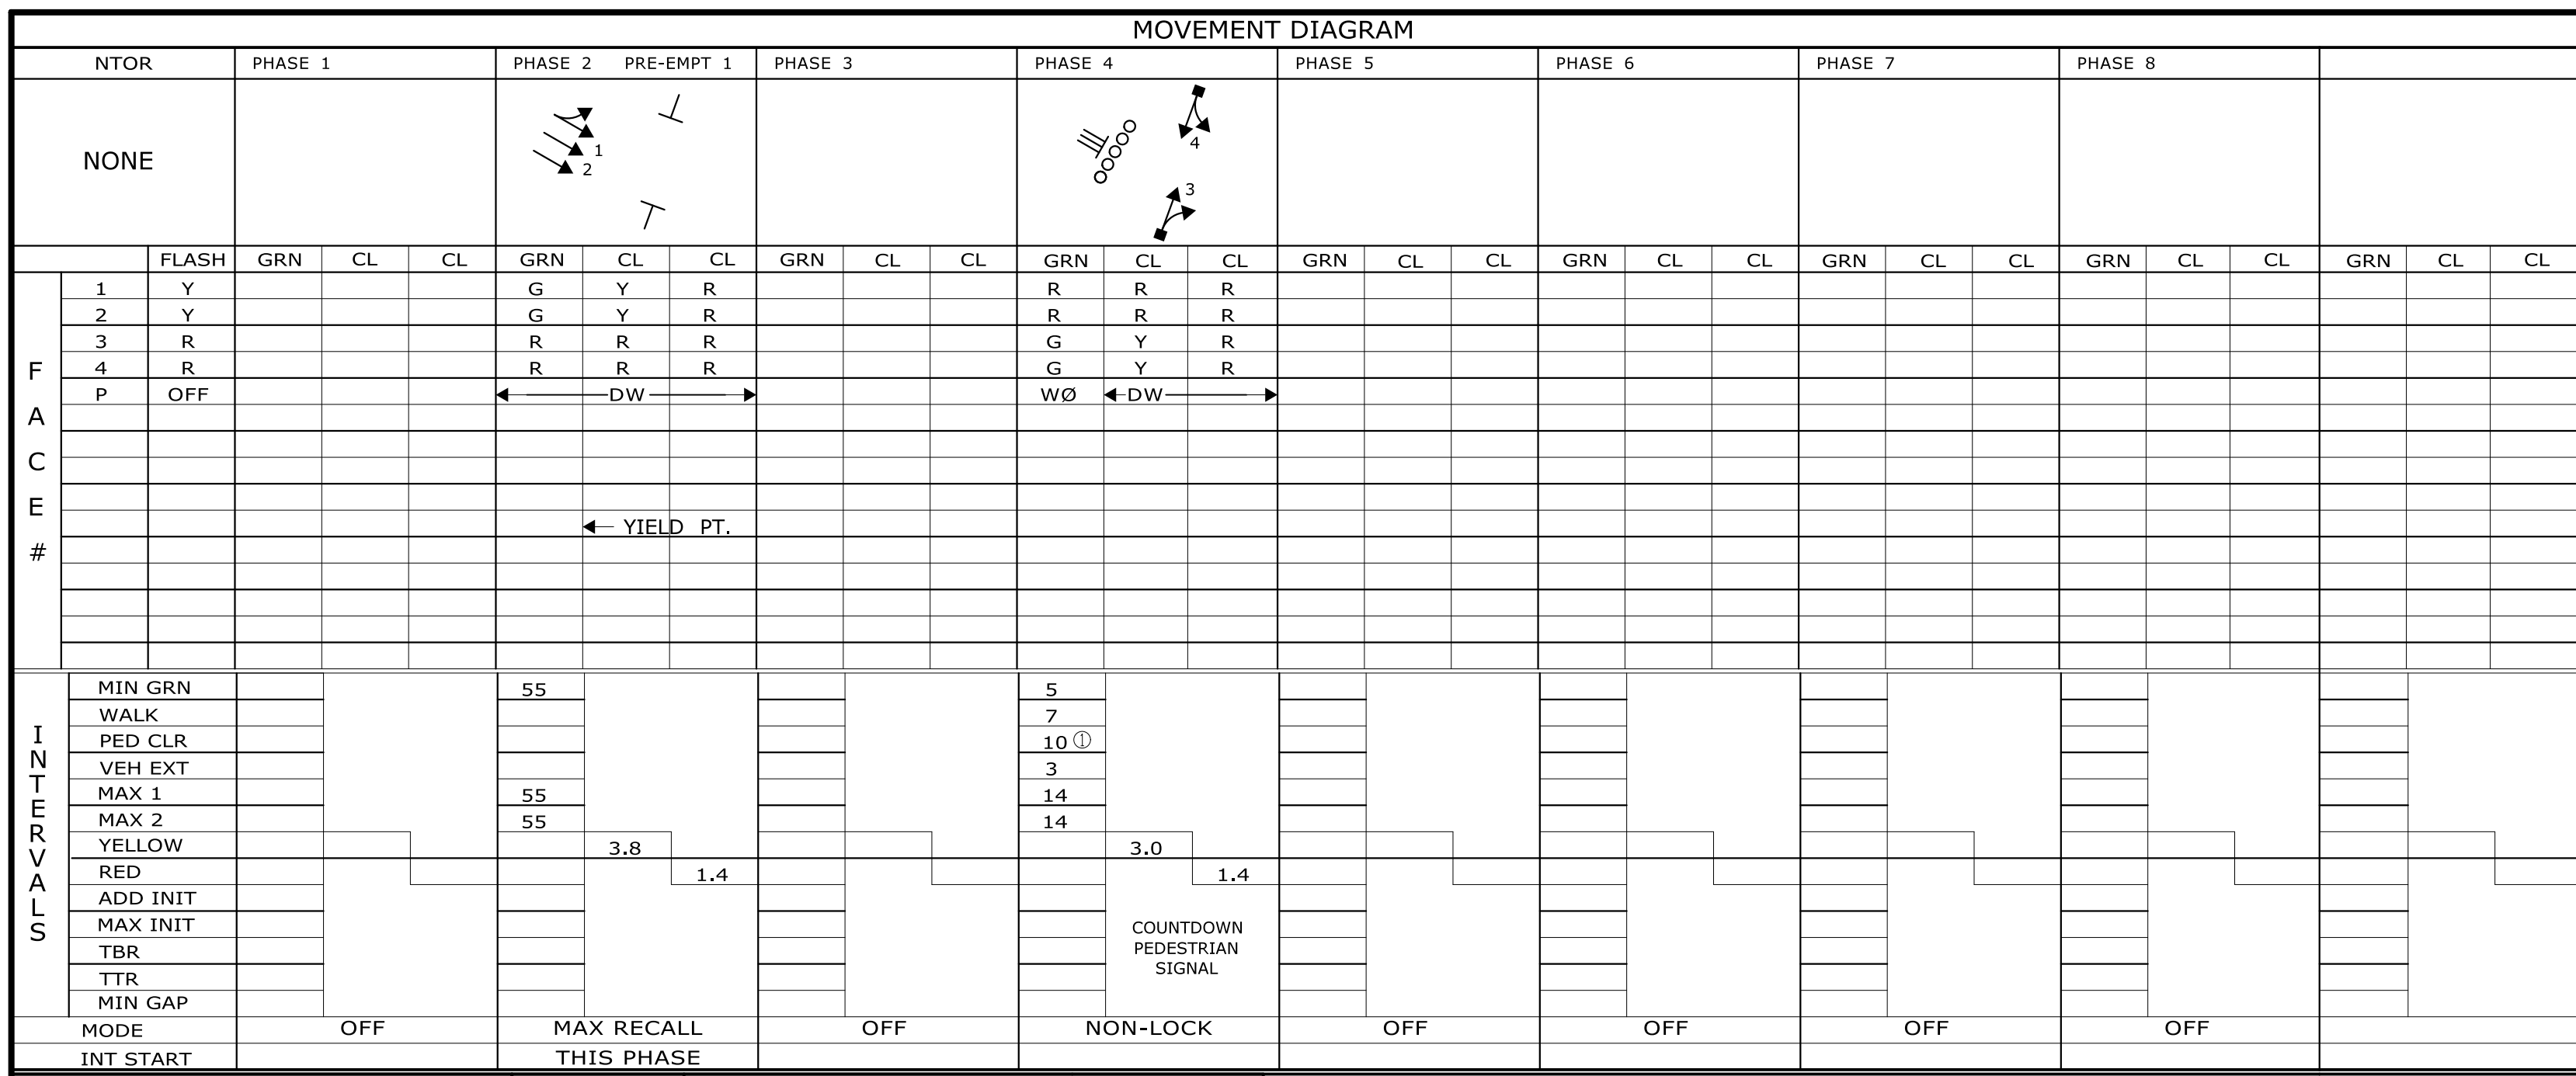 MOVEMENT DIAGRAM
NTOR PHASE 1 PHASE 2 PRE-EMPT 1 PHASE 3 PHASE 4 PHASE 5 PHASE 6 PHASE 7 PHASE 8
NONE 1 2 4 3
FLASH GRN CL CL GRN CL CL GRN CL CL GRN CL CL GRN CL CL GRN CL CL GRN CL CL GRN CL CL GRN CL CL
FACE #
1 Y G Y R R R R
2 Y G Y R R R R
3 R R R R G Y R
4 R R R R G Y R
P OFF DW WØ DW
YIELD PT.
INTERVALS
MIN GRN 55 5
WALK 7
PED CLR 10 ①
VEH EXT 3
MAX 1 55 14
MAX 2 55 14
YELLOW 3.8 3.0
RED 1.4 1.4
ADD INIT
MAX INIT
TBR
TTR
MIN GAP
COUNTDOWN
PEDESTRIAN
SIGNAL
MODE OFF MAX RECALL OFF NON-LOCK OFF OFF OFF OFF
INT START THIS PHASE